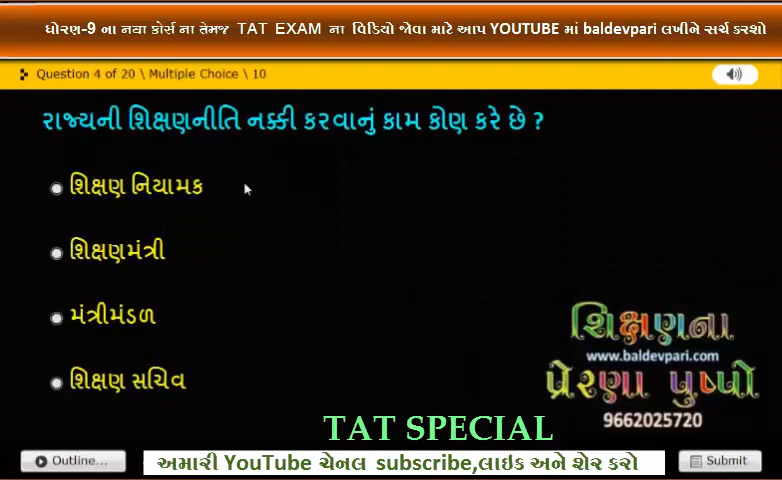 ધોરણ-9 ના નવા કોર્સ ના તેમજ TAT EXAM ના વિડિયો જોવા માટે આપ YOUTUBE માં baldevpari લખીને સર્ચ કરશો
Question 4 of 20 \ Multiple Choice \ 10
રાજ્યની શિક્ષણનીતિ નક્કી કરવાનું કામ કોણ કરે છે ?
શિક્ષણ નિયામક
શિક્ષણમંત્રી
મંત્રીમંડળ
શિક્ષણ સચિવ
શિક્ષણના
www.baldevpari.com
પ્રેરણા પુષ્પો
9662025720
TAT SPECIAL
Outline...
અમારી YouTube ચેનલ subscribe,લાઇક અને શેર કરો
Submit